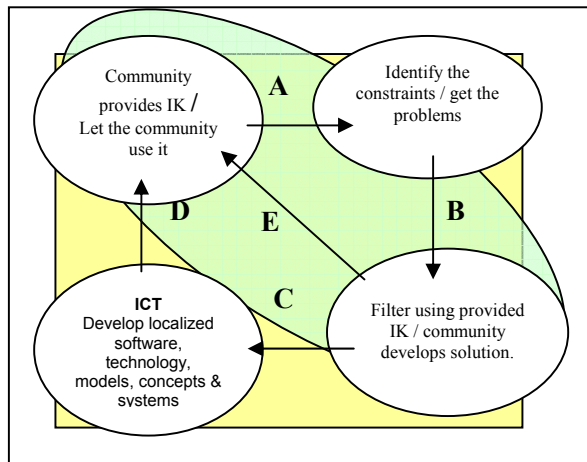 Community
provides IK /
Let the community
use it
A
Identify the
constraints / get the
problems
D
E
B
C
ICT
Develop localized
software,
technology,
models, concepts &
systems
Filter using provided
IK / community
develops solution.